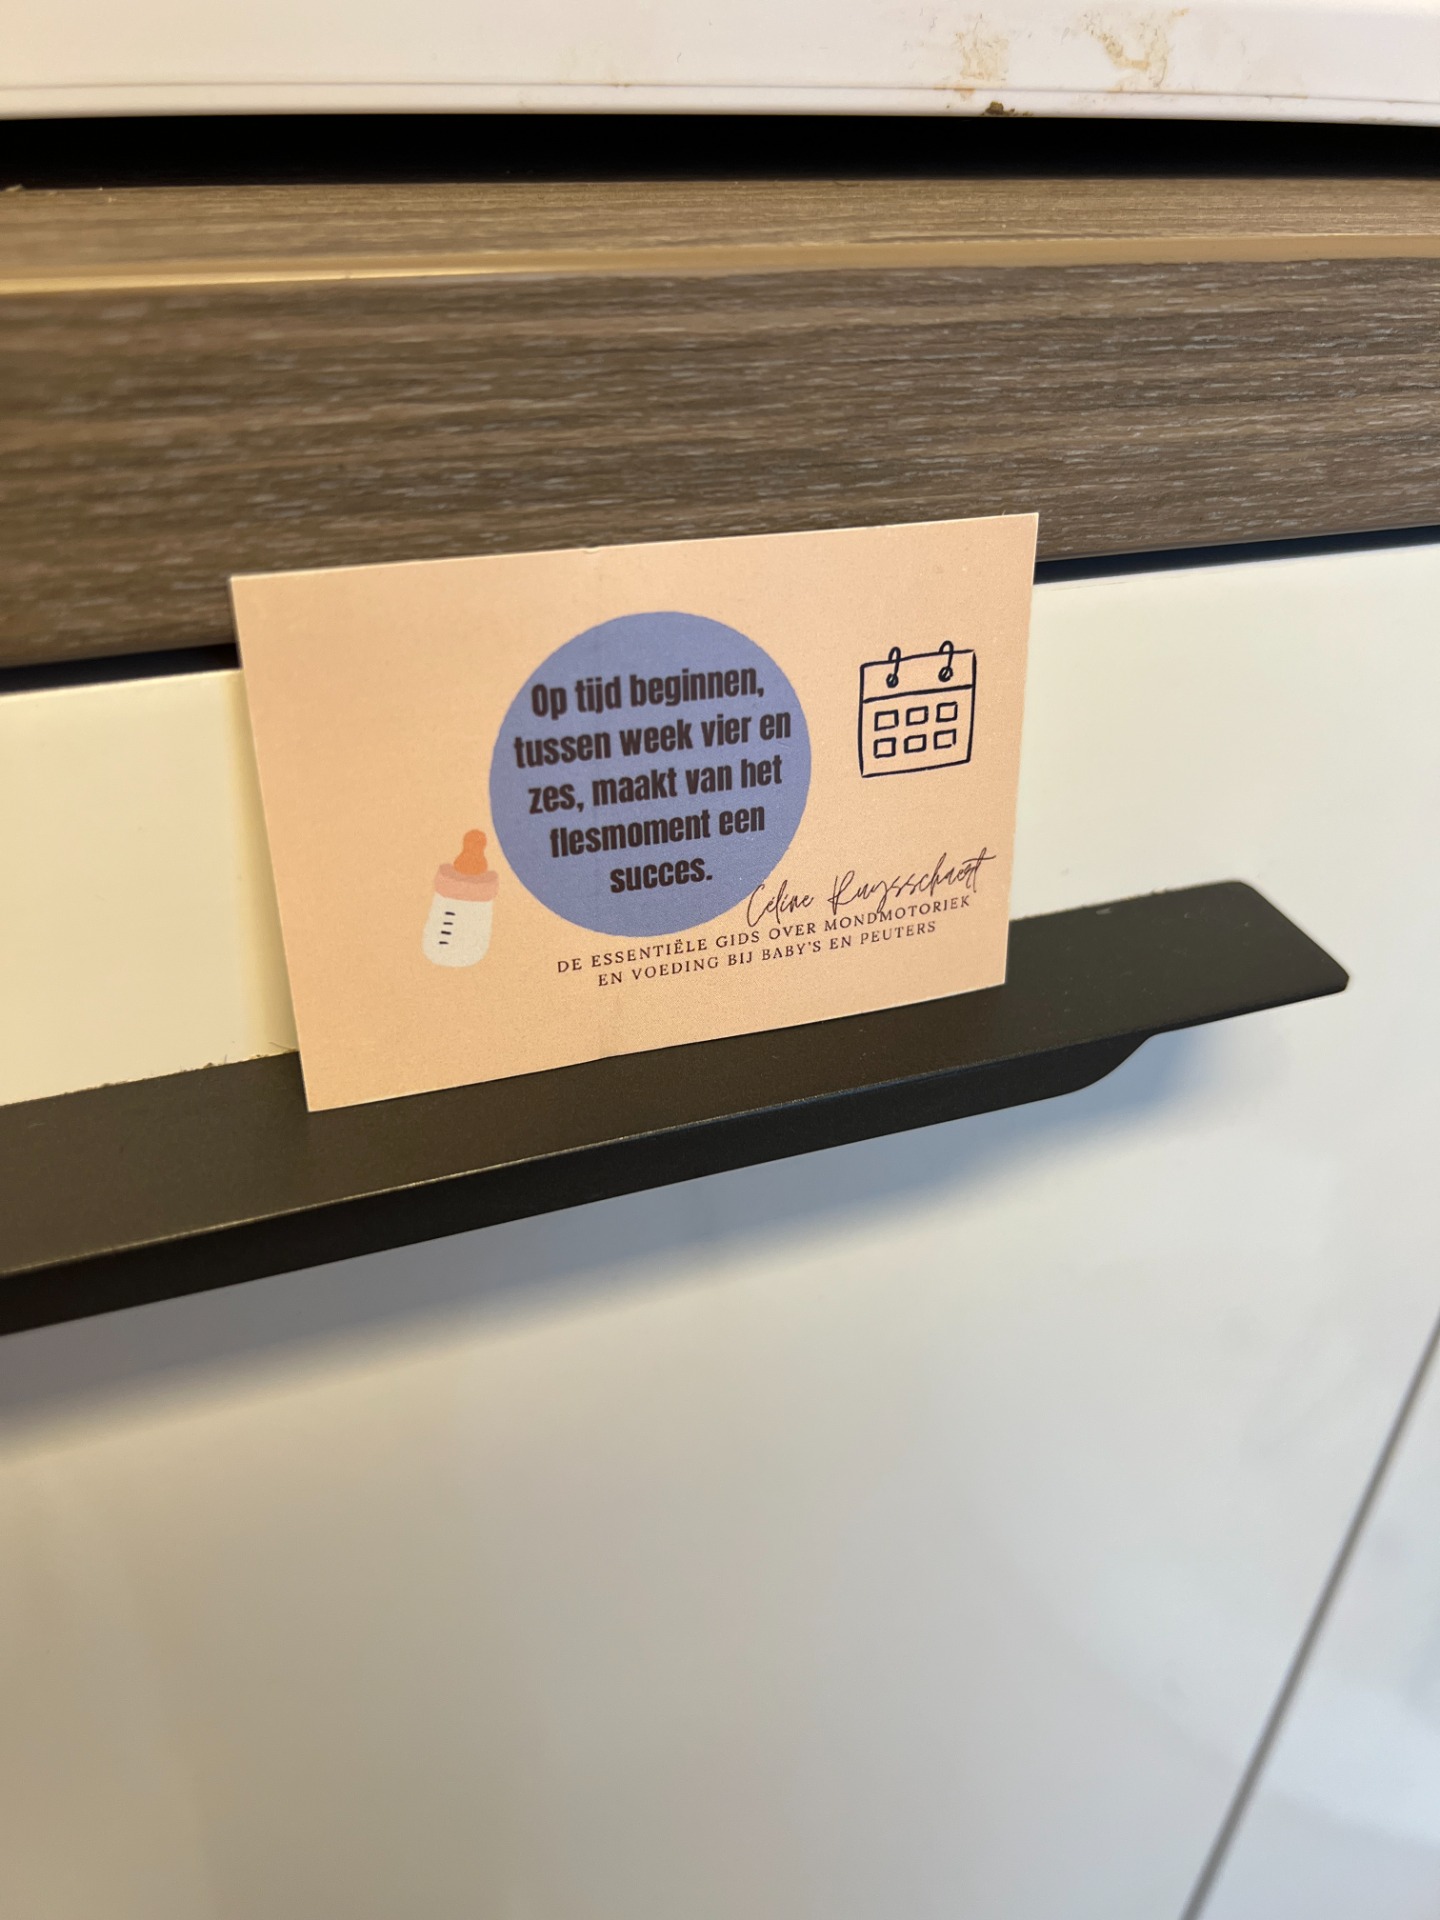 Op tijd beginnen,
tussen week vier en
zes, maakt van het
flesmoment een
succes.
Céline Ruysschaert
DE ESSENTIËLE GIDS OVER MONDMOTORIEK
EN VOEDING BIJ BABY'S EN PEUTERS